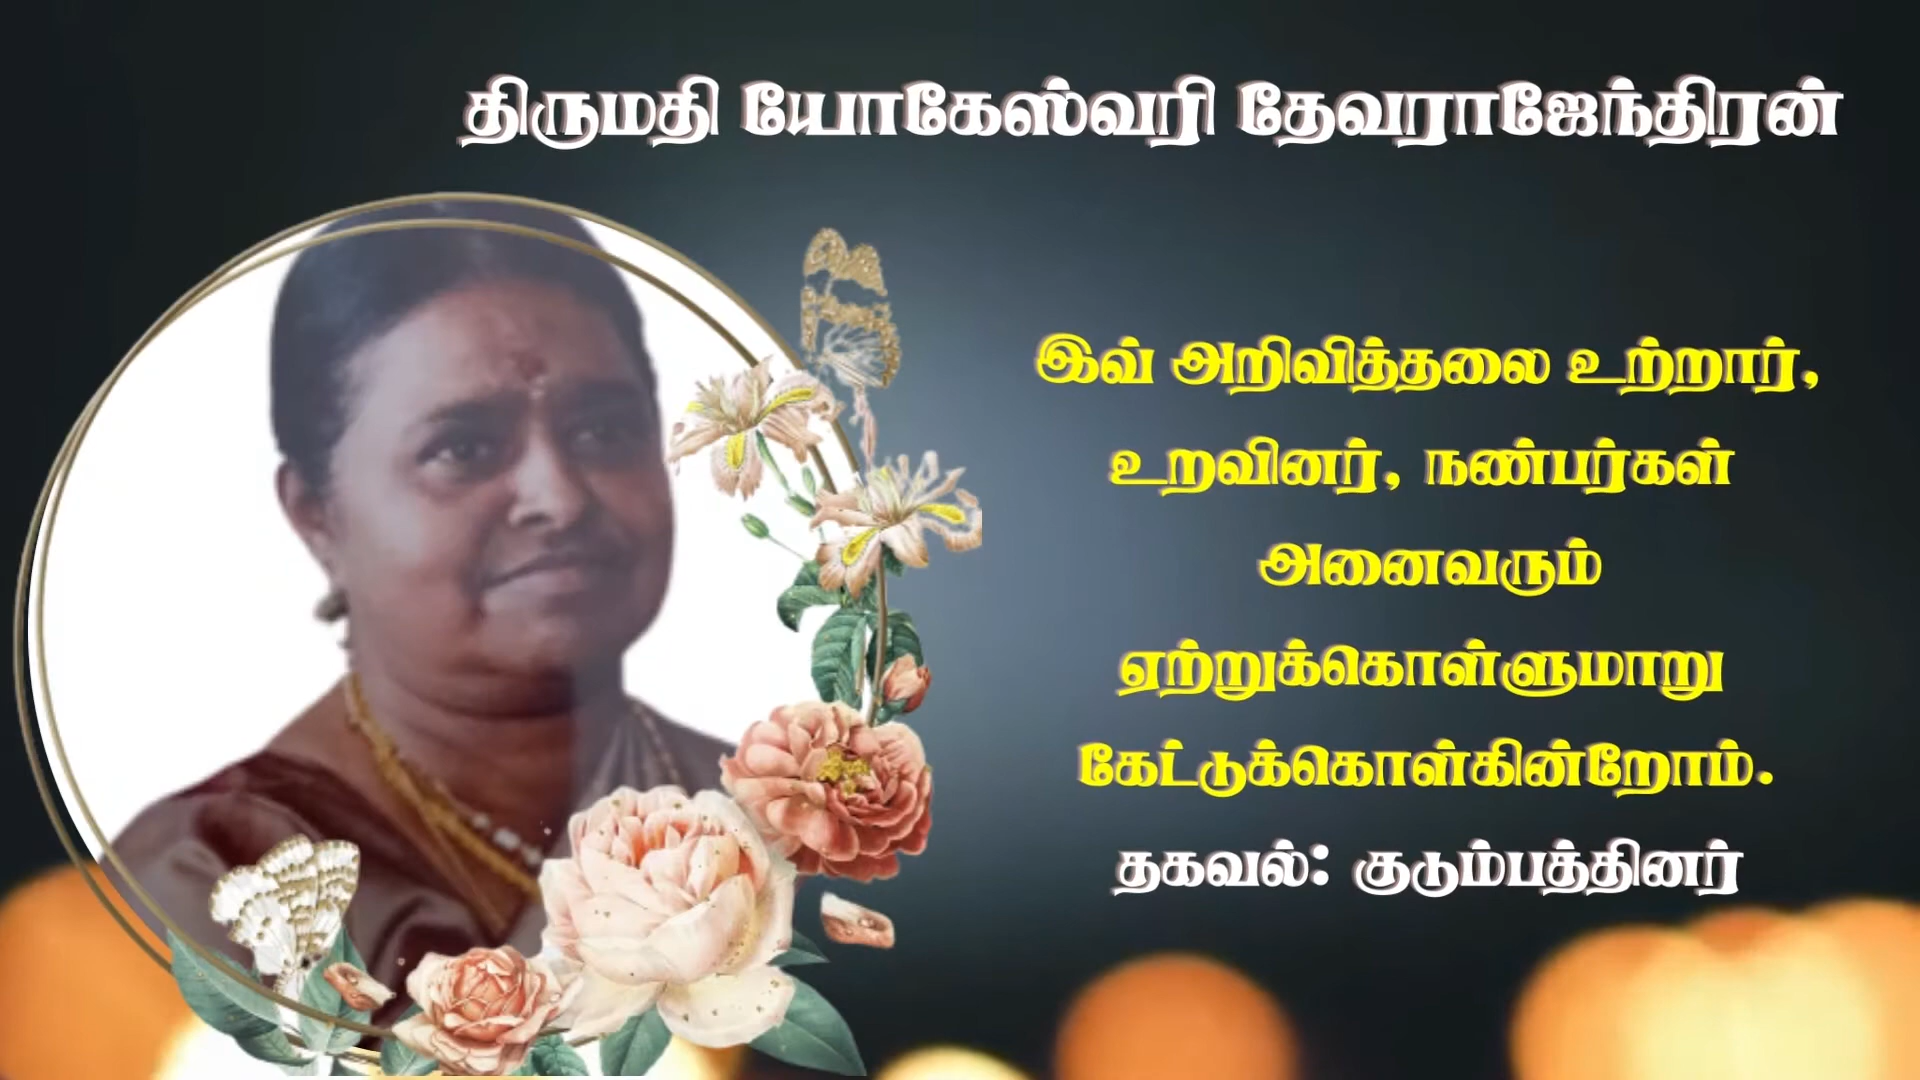 திருமதி யோகேஸ்வரி தேவராஜேந்திரன்
இவ் அறிவித்தலை உற்றார்,
உறவினர், நண்பர்கள்
அனைவரும்
ஏற்றுக்கொள்ளுமாறு
கேட்டுக்கொள்கின்றோம்.
தகவல்: குடும்பத்தினர்